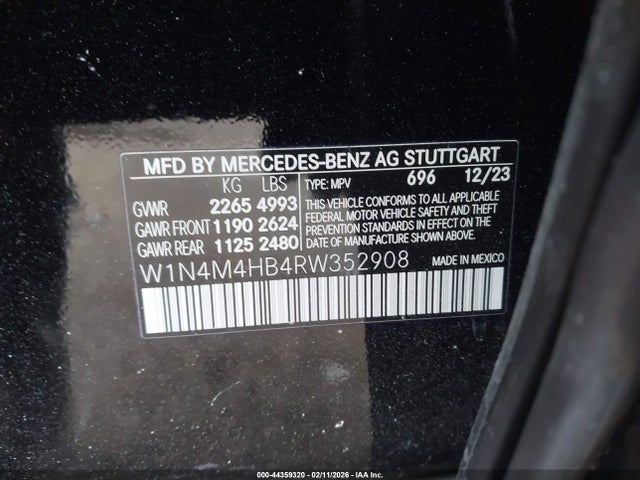 MFD BY MERCEDES-BENZ AG STUTTGART
KG LBS TYPE: MPV 696 12/23
GVWR 2265 4993
GAWR FRONT 1190 2624
GAWR REAR 1125 2480
THIS VEHICLE CONFORMS TO ALL APPLICABLE
FEDERAL MOTOR VEHICLE SAFETY AND THEFT
PREVENTION STANDARDS IN EFFECT ON THE
DATE OF MANUFACTURE SHOWN ABOVE.
W1N4M4HB4RW352908 MADE IN MEXICO
000-44359320 - 02/11/2026 - IAA Inc.